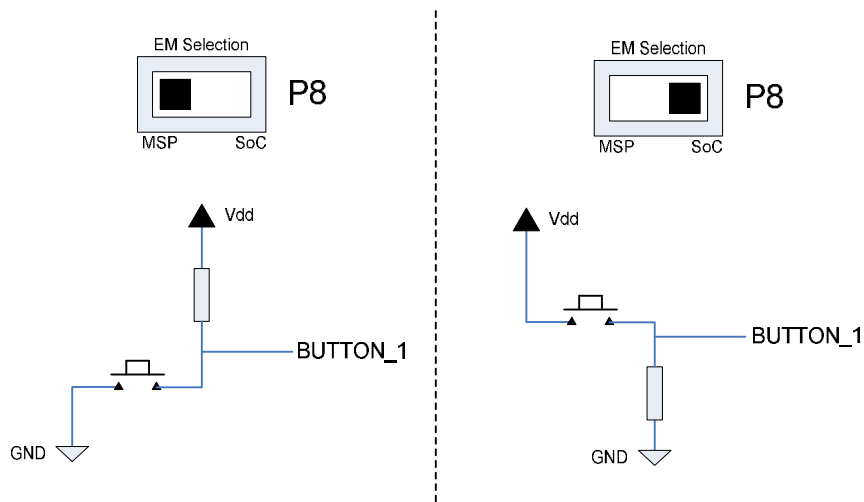 EM Selection
P8
MSP SoC
Vdd
BUTTON_1
GND
EM Selection
P8
MSP SoC
Vdd
BUTTON_1
GND